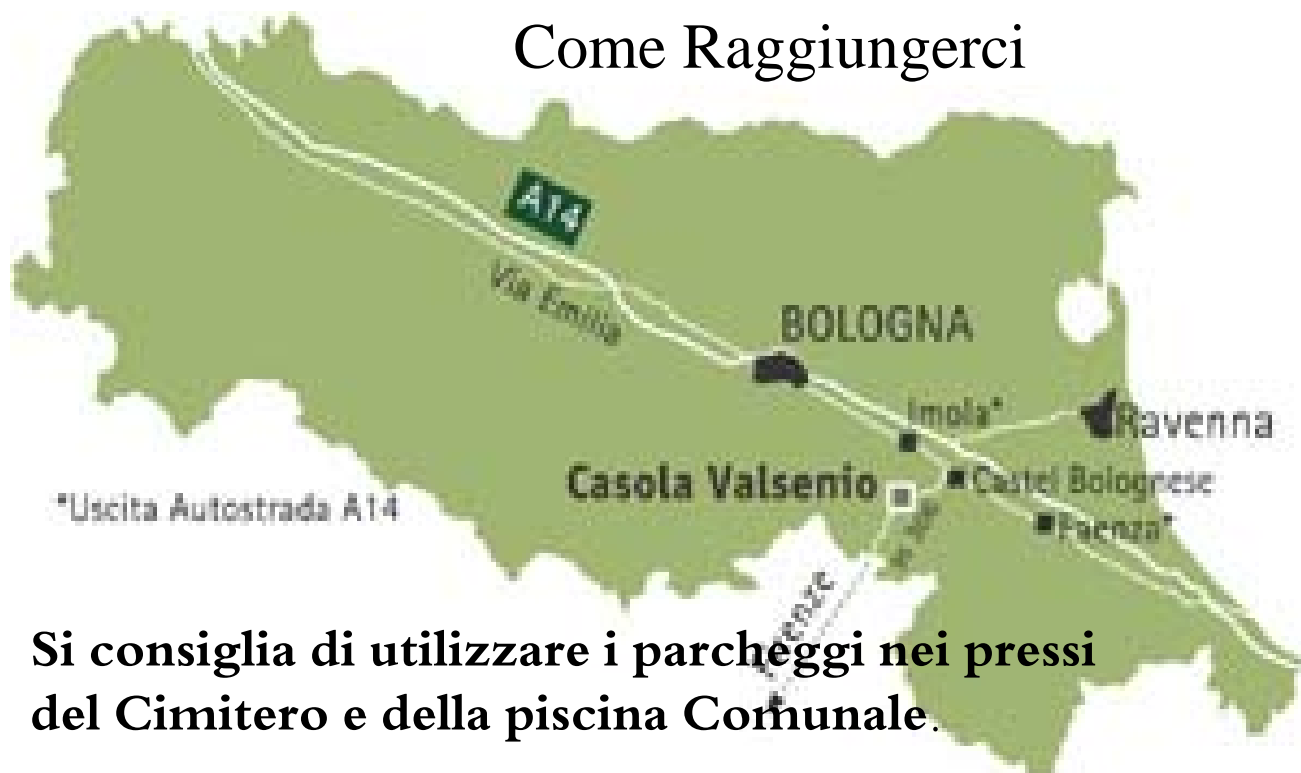 Come Raggiungerci
A14
Via Emilia
BOLOGNA
Imola*
Ravenna
Casola Valsenio
Castel Bolognese
*Uscita Autostrada A14
Faenza*
Firenze
Si consiglia di utilizzare i parcheggi nei pressi
del Cimitero e della piscina Comunale.